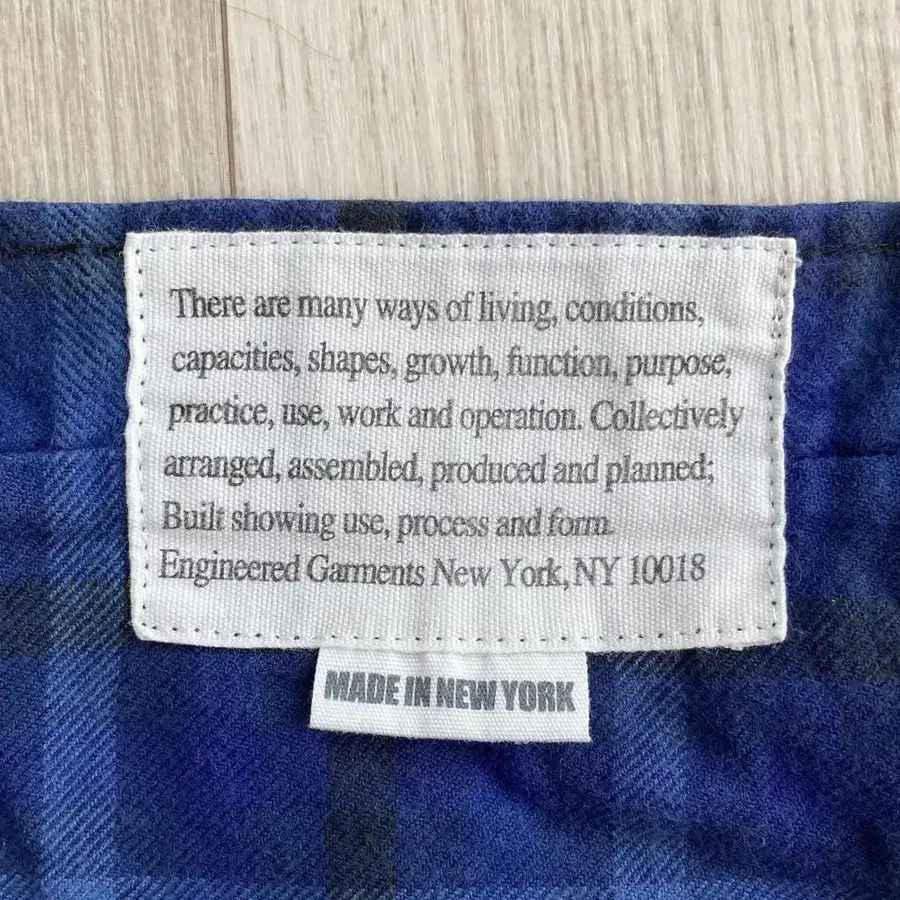 There are many ways of living, conditions,
capacities, shapes, growth, function, purpose,
practice, use, work and operation. Collectively
arranged, assembled, produced and planned;
Built showing use, process and form.
Engineered Garments New York, NY 10018
MADE IN NEW YORK